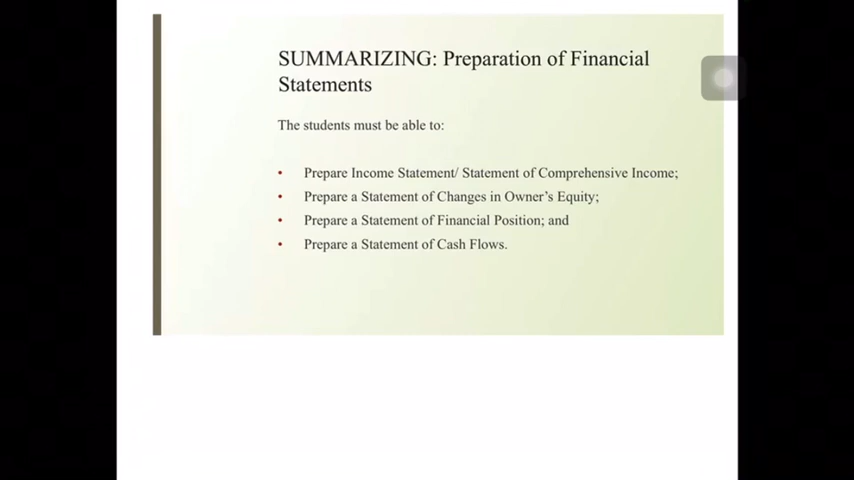 SUMMARIZING: Preparation of Financial
Statements
The students must be able to:
• Prepare Income Statement/ Statement of Comprehensive Income;
• Prepare a Statement of Changes in Owner’s Equity;
• Prepare a Statement of Financial Position; and
• Prepare a Statement of Cash Flows.